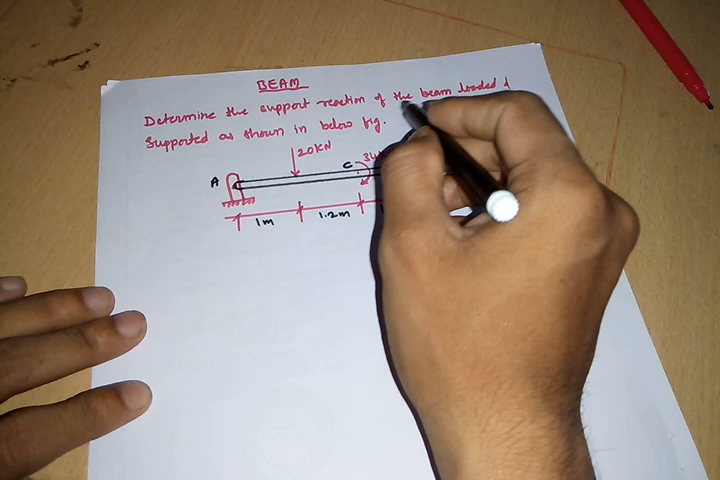 BEAM
Determine the support reaction of the beam loaded &
Supported as shown in below fig.
20KN
C
A
1m
1.2m